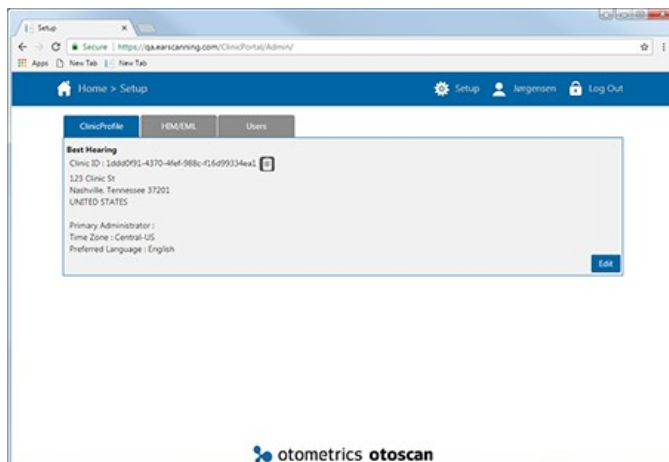 Setup
Secure | https://qa.earscanning.com/ClinicPortal/Admin/
Apps New Tab New Tab
Home > Setup Setup Jørgensen Log Out
ClinicProfile HIM/EML Users
Best Hearing
Clinic ID : 1ddd0f91-4370-4fef-988c-f16d99334ea1
123 Clinic St
Nashville, Tennessee 37201
UNITED STATES
Primary Administrator :
Time Zone : Central-US
Preferred Language : English
Edit
otometrics otoscan